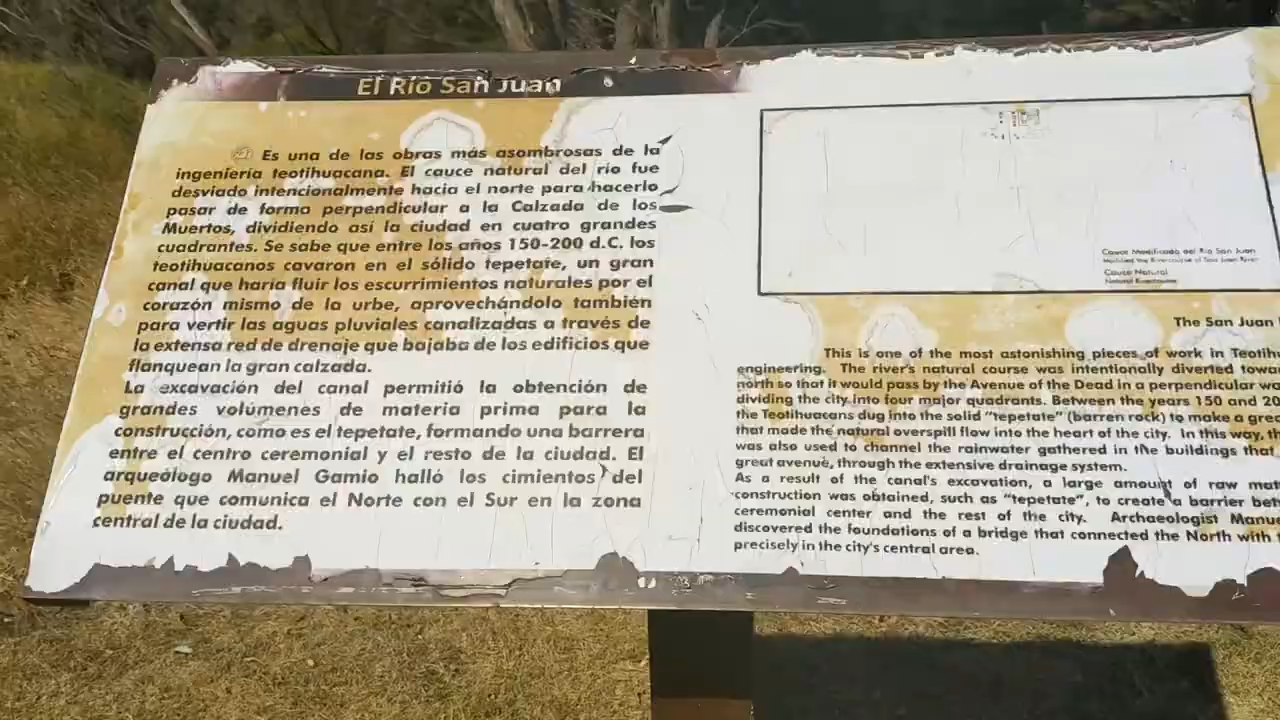 El Río San Juan
Es una de las obras más asombrosas de la
ingeniería teotihuacana. El cauce natural del río fue
desviado intencionalmente hacia el norte para hacerlo
pasar de forma perpendicular a la Calzada de los
Muertos, dividiendo así la ciudad en cuatro grandes
cuadrantes. Se sabe que entre los años 150-200 d.C. los
teotihuacanos cavaron en el sólido tepetate, un gran
canal que haría fluir los escurrimientos naturales por el
corazón mismo de la urbe, aprovechándolo también
para vertir las aguas pluviales canalizadas a través de
la extensa red de drenaje que bajaba de los edificios que
flanquean la gran calzada.
La excavación del canal permitió la obtención de
grandes volúmenes de materia prima para la
construcción, como es el tepetate, formando una barrera
entre el centro ceremonial y el resto de la ciudad. El
arqueólogo Manuel Gamio halló los cimientos del
puente que comunica el Norte con el Sur en la zona
central de la ciudad.
Cauce Modificado del Río San Juan
Modified the Rivercourse of San Juan River
Cauce Natural
Natural Rivercourse
The San Juan
This is one of the most astonishing pieces of work in Teotihu
engineering. The river's natural course was intentionally diverted towar
north so that it would pass by the Avenue of the Dead in a perpendicular wa
dividing the city into four major quadrants. Between the years 150 and 20
the Teotihuacans dug into the solid "tepetate" (barren rock) to make a grea
that made the natural overspill flow into the heart of the city. In this way, th
was also used to channel the rainwater gathered in the buildings that
great avenue, through the extensive drainage system.
As a result of the canal's excavation, a large amount of raw mat
construction was obtained, such as "tepetate", to create a barrier bet
ceremonial center and the rest of the city. Archaeologist Manu
discovered the foundations of a bridge that connected the North with
precisely in the city's central area.